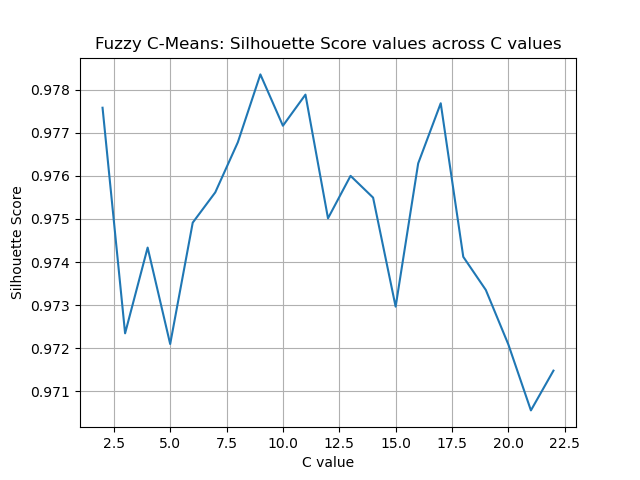 Fuzzy C-Means: Silhouette Score values across C values
0.978
0.977
0.976
0.975
0.974
0.973
0.972
0.971
Silhouette Score
2.5 5.0 7.5 10.0 12.5 15.0 17.5 20.0 22.5
C value